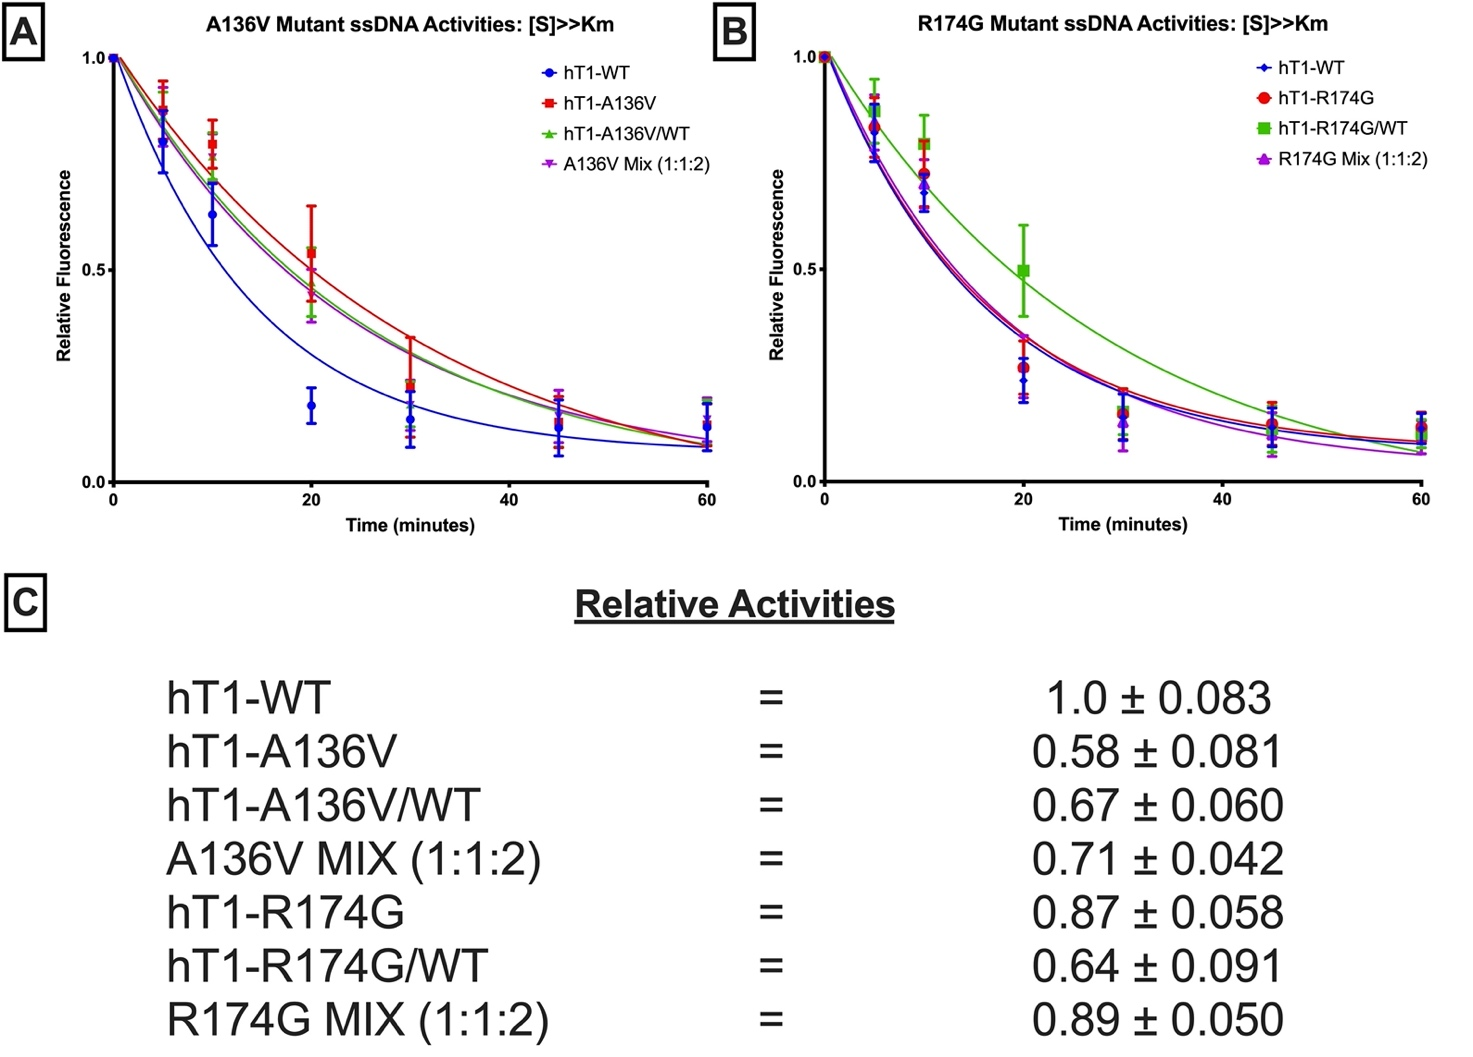 A
A136V Mutant ssDNA Activities: [S]>>Km
hT1-WT
hT1-A136V
hT1-A136V/WT
A136V Mix (1:1:2)
Relative Fluorescence
1.0
0.5
0.0
0
20
40
60
Time (minutes)
B
R174G Mutant ssDNA Activities: [S]>>Km
hT1-WT
hT1-R174G
hT1-R174G/WT
R174G Mix (1:1:2)
Relative Fluorescence
1.0
0.5
0.0
0
20
40
60
Time (minutes)
C
Relative Activities
hT1-WT = 1.0 ± 0.083
hT1-A136V = 0.58 ± 0.081
hT1-A136V/WT = 0.67 ± 0.060
A136V MIX (1:1:2) = 0.71 ± 0.042
hT1-R174G = 0.87 ± 0.058
hT1-R174G/WT = 0.64 ± 0.091
R174G MIX (1:1:2) = 0.89 ± 0.050